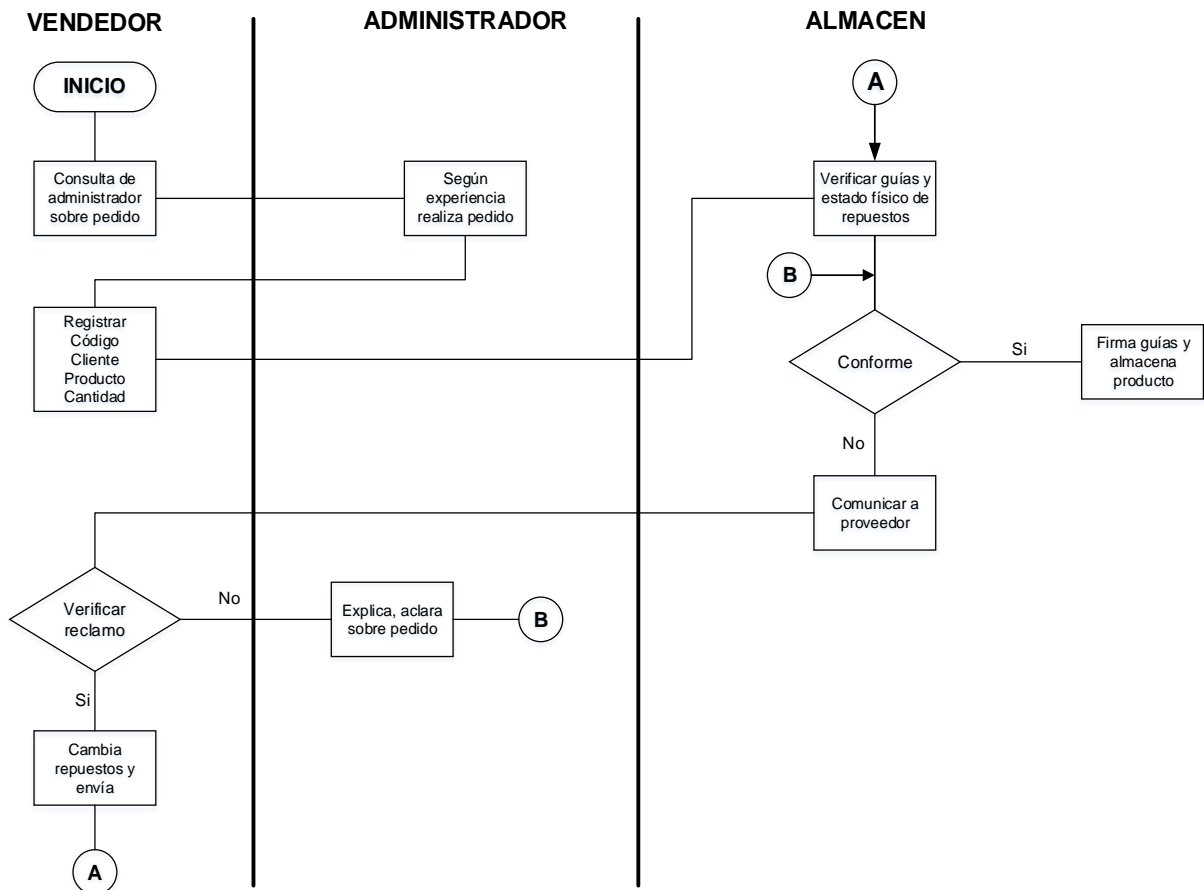 VENDEDOR
ADMINISTRADOR
ALMACEN
INICIO
A
Consulta de
administrador
sobre pedido
Según
experiencia
realiza pedido
Verificar guías y
estado físico de
repuestos
B
Registrar
Código
Cliente
Producto
Cantidad
Conforme
Si
Firma guías y
almacena
producto
No
Comunicar a
proveedor
Verificar
reclamo
No
Explica, aclara
sobre pedido
B
Si
Cambia
repuestos y
envía
A